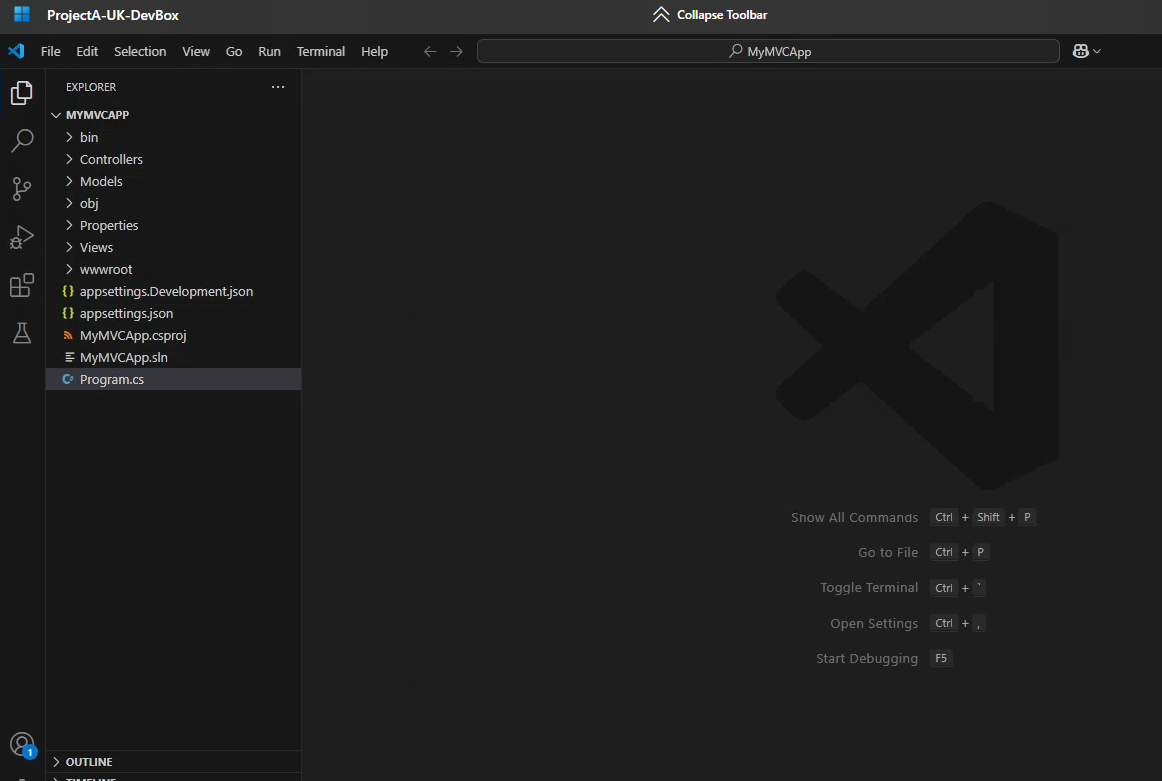 ProjectA-UK-DevBox
Collapse Toolbar
File Edit Selection View Go Run Terminal Help
MyMVCApp
EXPLORER
MYMVCAPP
bin
Controllers
Models
obj
Properties
Views
wwwroot
{} appsettings.Development.json
{} appsettings.json
MyMVCApp.csproj
MyMVCApp.sln
C# Program.cs
Show All Commands Ctrl + Shift + P
Go to File Ctrl + P
Toggle Terminal Ctrl + `
Open Settings Ctrl + ,
Start Debugging F5
1
OUTLINE
TIMELINE